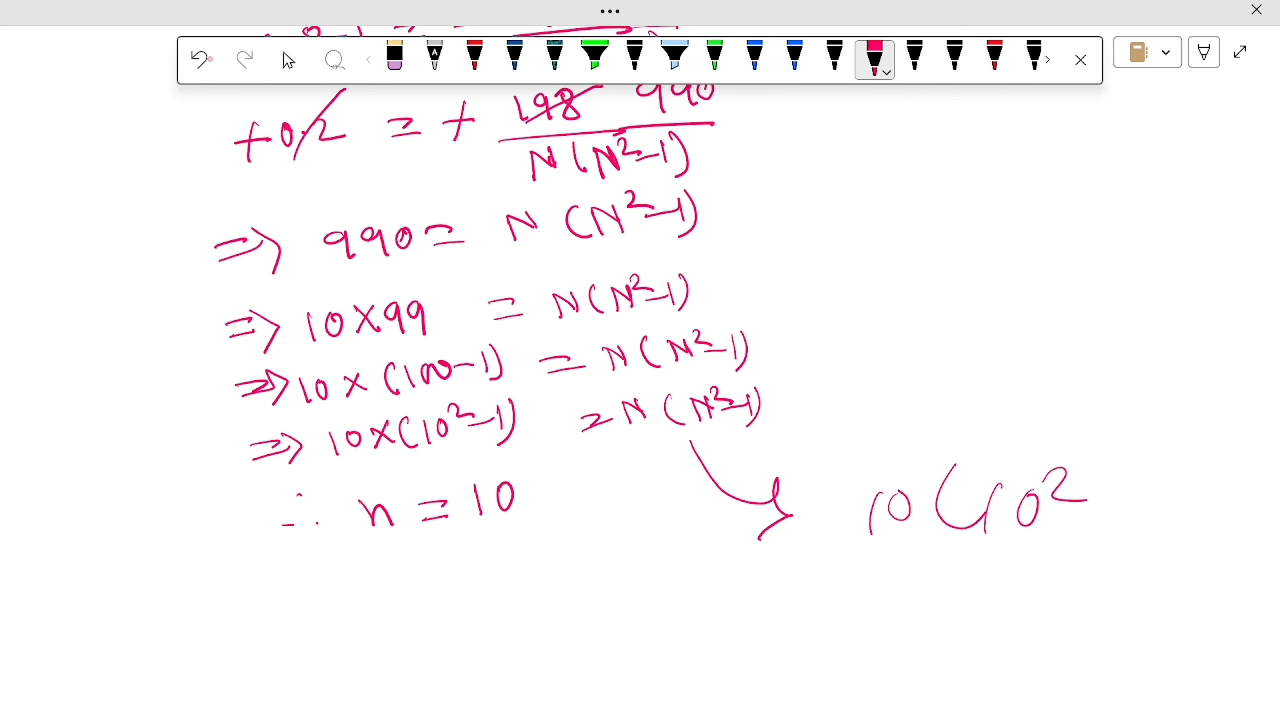 +0.2 = + 198 990 / N(N²-1)
⇒ 990 = N (N²-1)
⇒ 10×99 = N(N²-1)
⇒ 10×(100-1) = N(N²-1)
⇒ 10×(10²-1) = N(N²-1)
∴ n = 10
10(10²